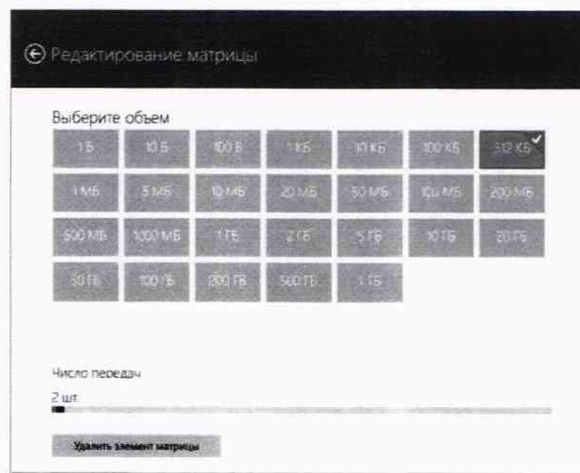 Редактирование матрицы
Выберите объем
1 Б 10 Б 100 Б 1 КБ 10 КБ 100 КБ 512 КБ
1 МБ 5 МБ 10 МБ 20 МБ 50 МБ 100 МБ 200 МБ
500 МБ 1000 МБ 1 ГБ 2 ГБ 5 ГБ 10 ГБ 20 ГБ
50 ГБ 100 ГБ 200 ГБ 500 ГБ
Число передач
2 шт.
Удалить элемент матрицы